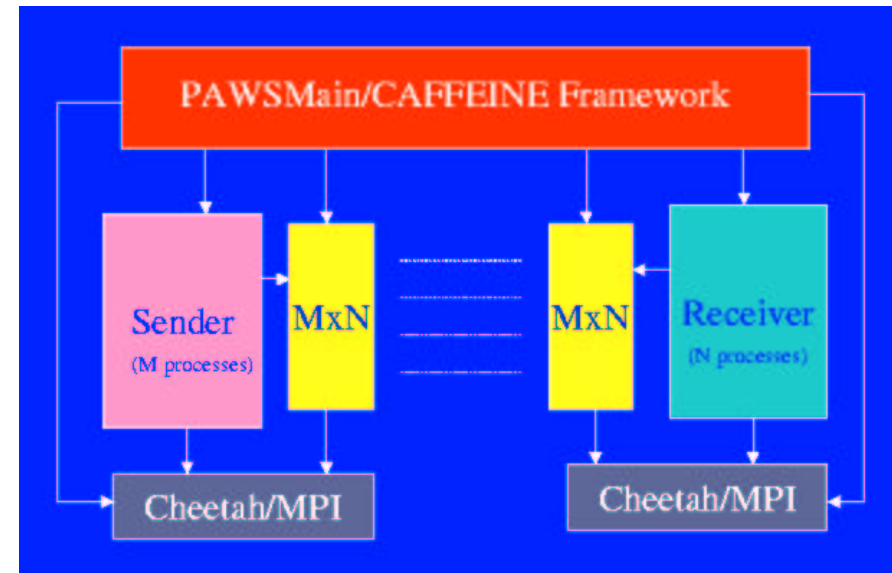 PAWSMain/CAFFEINE Framework
Sender
(M processes)
MxN
MxN
Receiver
(N processes)
Cheetah/MPI
Cheetah/MPI